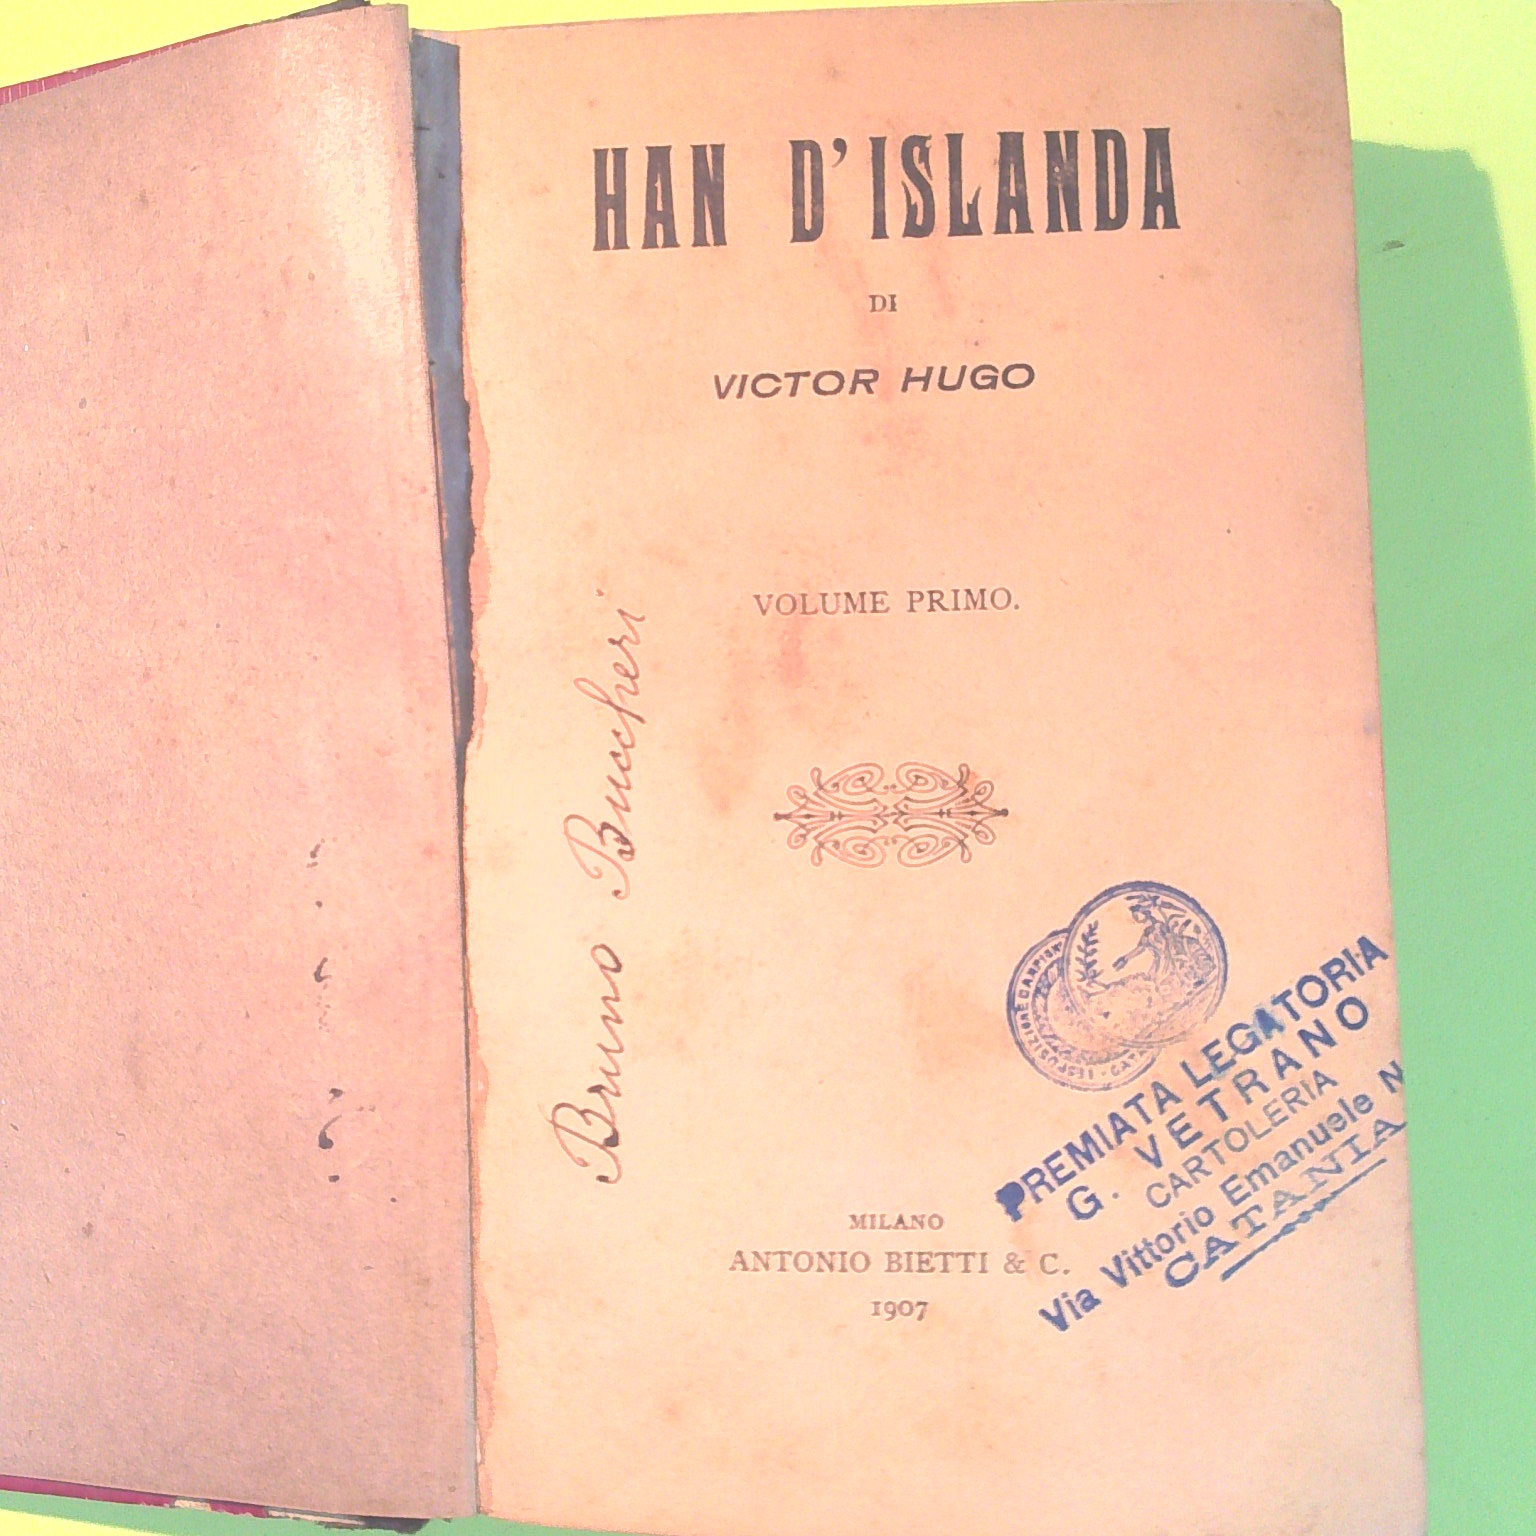 HAN D'ISLANDA
DI
VICTOR HUGO
VOLUME PRIMO.
Bruno Buccheri
PREMIATA LEGATORIA
G. VETRANO
CARTOLERIA
Via Vittorio Emanuele N
CATANIA
MILANO
ANTONIO BIETTI & C.
1907